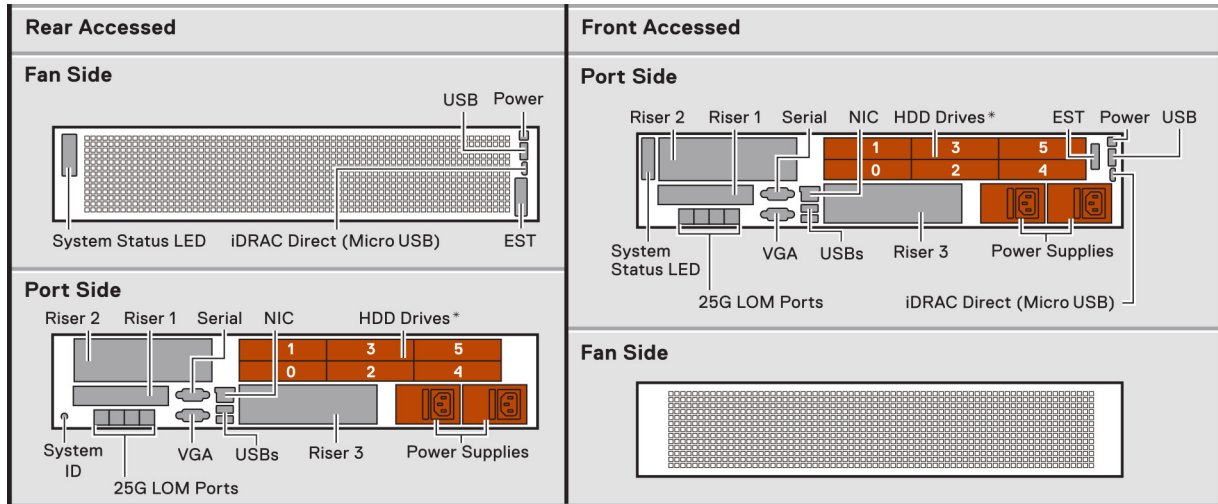 Rear Accessed
Fan Side
USB Power
System Status LED iDRAC Direct (Micro USB) EST
Port Side
Riser 2 Riser 1 Serial NIC HDD Drives*
1 3 5
0 2 4
System ID VGA USBs Riser 3 Power Supplies
25G LOM Ports
Front Accessed
Port Side
Riser 2 Riser 1 Serial NIC HDD Drives* EST Power USB
1 3 5
0 2 4
System Status LED VGA USBs Riser 3 Power Supplies
25G LOM Ports iDRAC Direct (Micro USB)
Fan Side